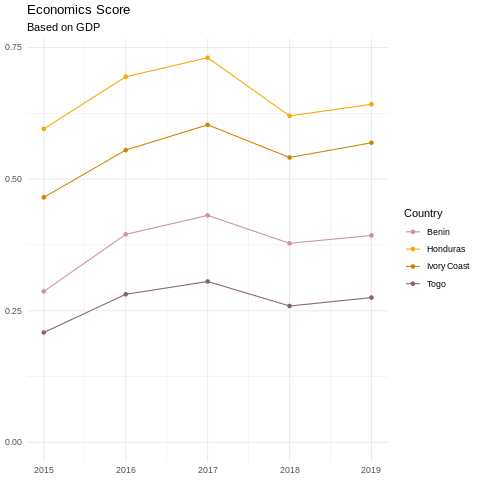 Economics Score
Based on GDP
0.75
0.50
0.25
0.00
2015 2016 2017 2018 2019
Country
Benin
Honduras
Ivory Coast
Togo